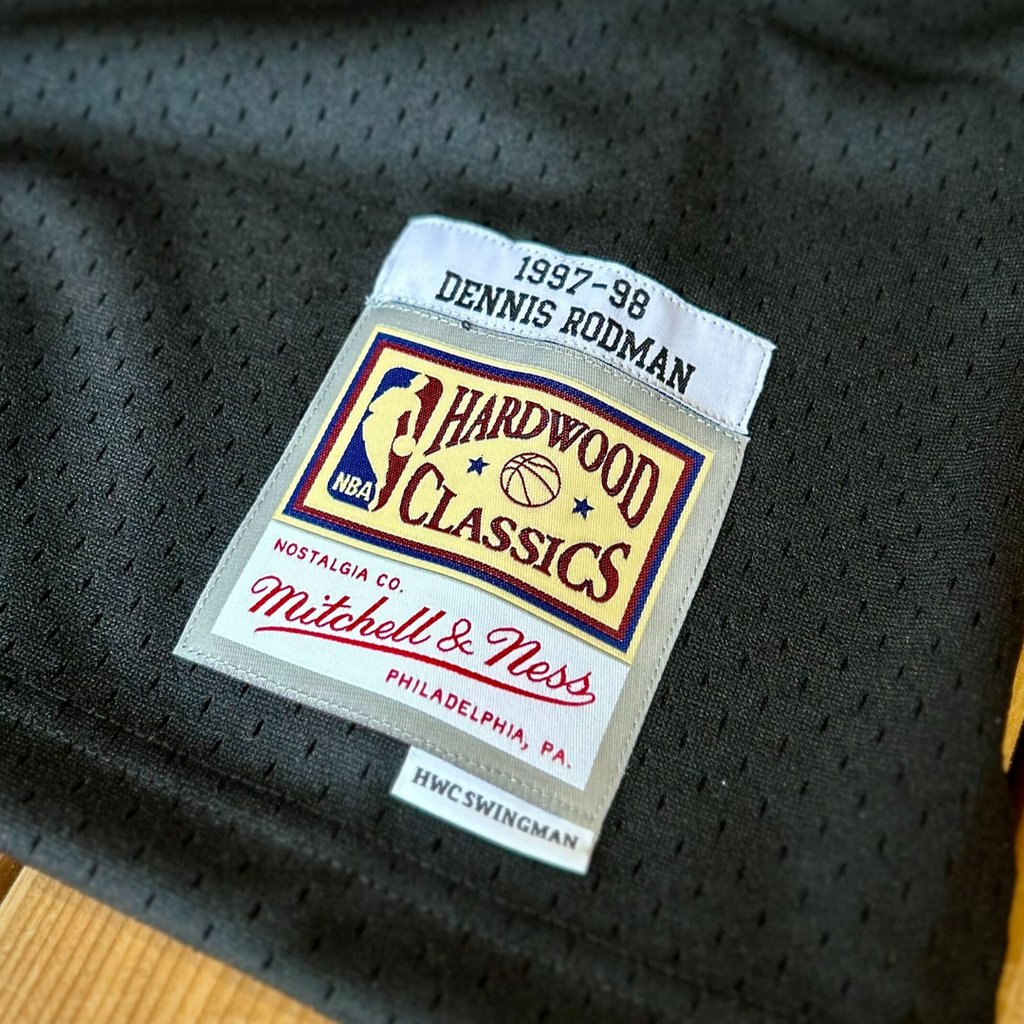 1997-98
DENNIS RODMAN
HARDWOOD
CLASSICS
NBA
NOSTALGIA CO.
Mitchell & Ness
PHILADELPHIA, PA.
HWC SWINGMAN